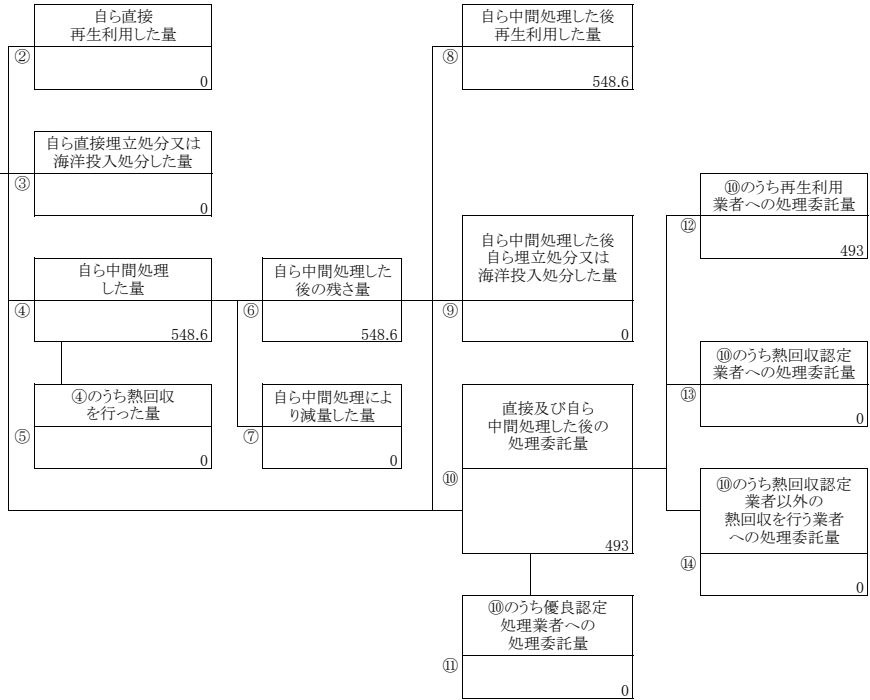 自ら直接
再生利用した量
②
0
自ら直接埋立処分又は
海洋投入処分した量
③
0
自ら中間処理
した量
④
548.6
④のうち熱回収
を行った量
⑤
0
自ら中間処理した
後の残さ量
⑥
548.6
自ら中間処理によ
り減量した量
⑦
0
自ら中間処理した後
再生利用した量
⑧
548.6
自ら中間処理した後
自ら埋立処分又は
海洋投入処分した量
⑨
0
直接及び自ら
中間処理した後の
処理委託量
⑩
493
⑩のうち優良認定
処理業者への
処理委託量
⑪
0
⑩のうち再生利用
業者への処理委託量
⑫
493
⑩のうち熱回収認定
業者への処理委託量
⑬
0
⑩のうち熱回収認定
業者以外の
熱回収を行う業者
への処理委託量
⑭
0